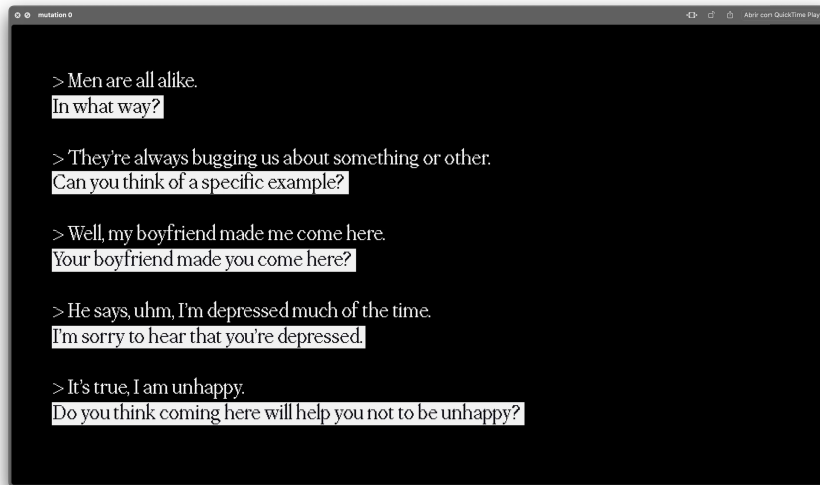 mutation 0
Abrir con QuickTime Play
> Men are all alike.
In what way?
> They're always bugging us about something or other.
Can you think of a specific example?
> Well, my boyfriend made me come here.
Your boyfriend made you come here?
> He says, uhm, I'm depressed much of the time.
I'm sorry to hear that you're depressed.
> It's true, I am unhappy.
Do you think coming here will help you not to be unhappy?